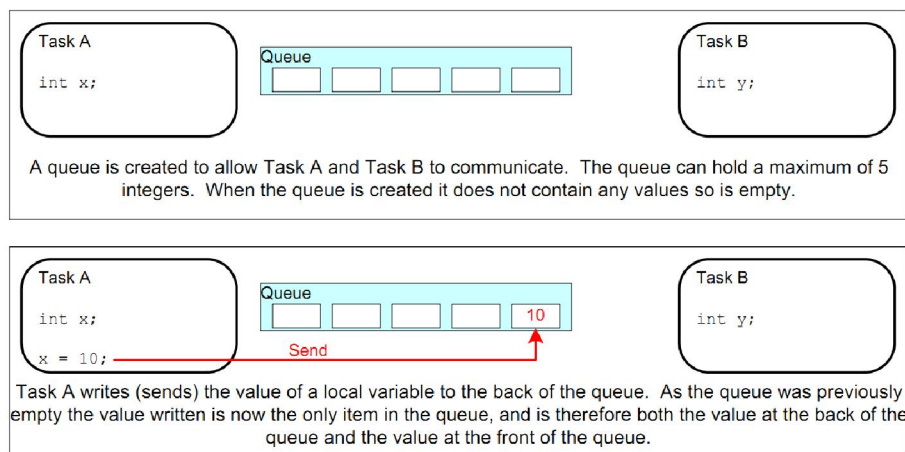 Task A
Queue
Task B
int x;
int y;
A queue is created to allow Task A and Task B to communicate. The queue can hold a maximum of 5
integers. When the queue is created it does not contain any values so is empty.
Task A
Queue
Task B
int x;
10
int y;
x = 10;
Send
Task A writes (sends) the value of a local variable to the back of the queue. As the queue was previously
empty the value written is now the only item in the queue, and is therefore both the value at the back of the
queue and the value at the front of the queue.